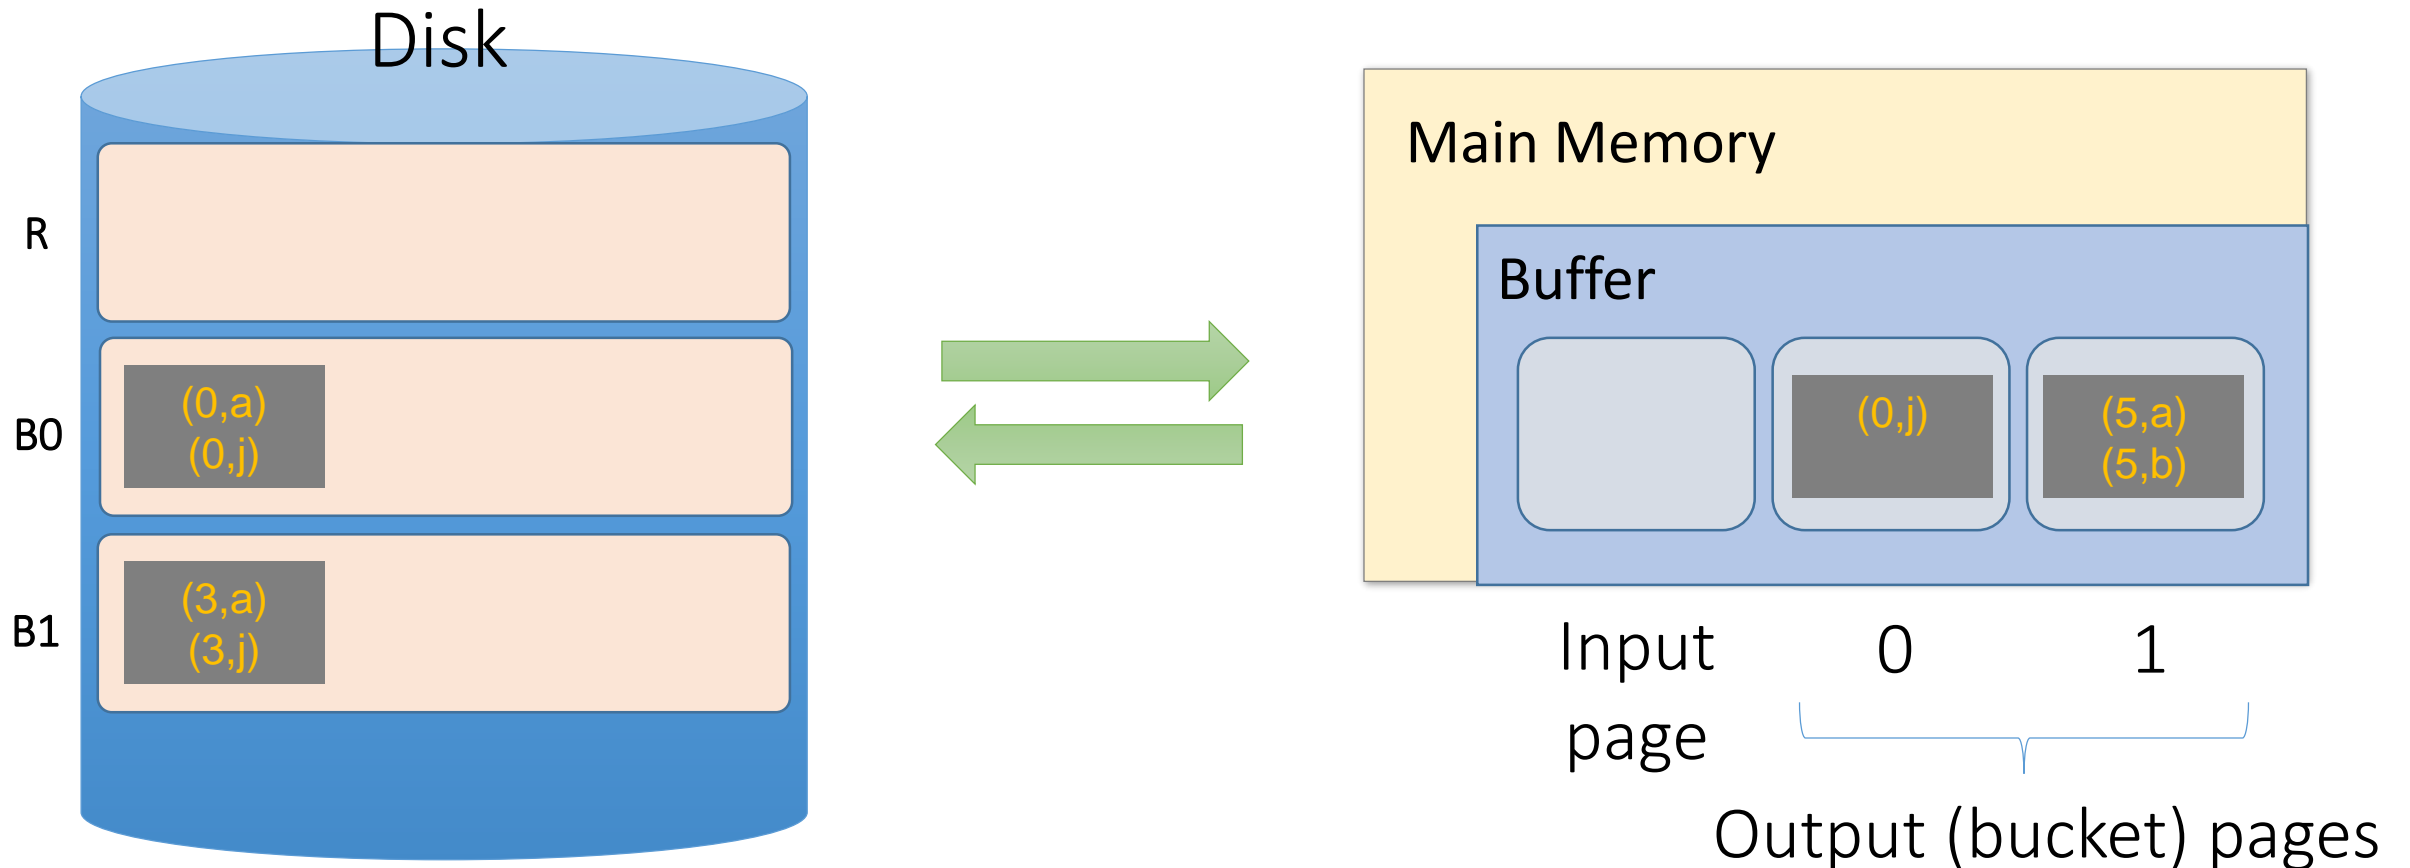 Disk
R
B0
(0,a)
(0,j)
B1
(3,a)
(3,j)
Main Memory
Buffer
(0,j)
(5,a)
(5,b)
Input
page
0
1
Output (bucket) pages